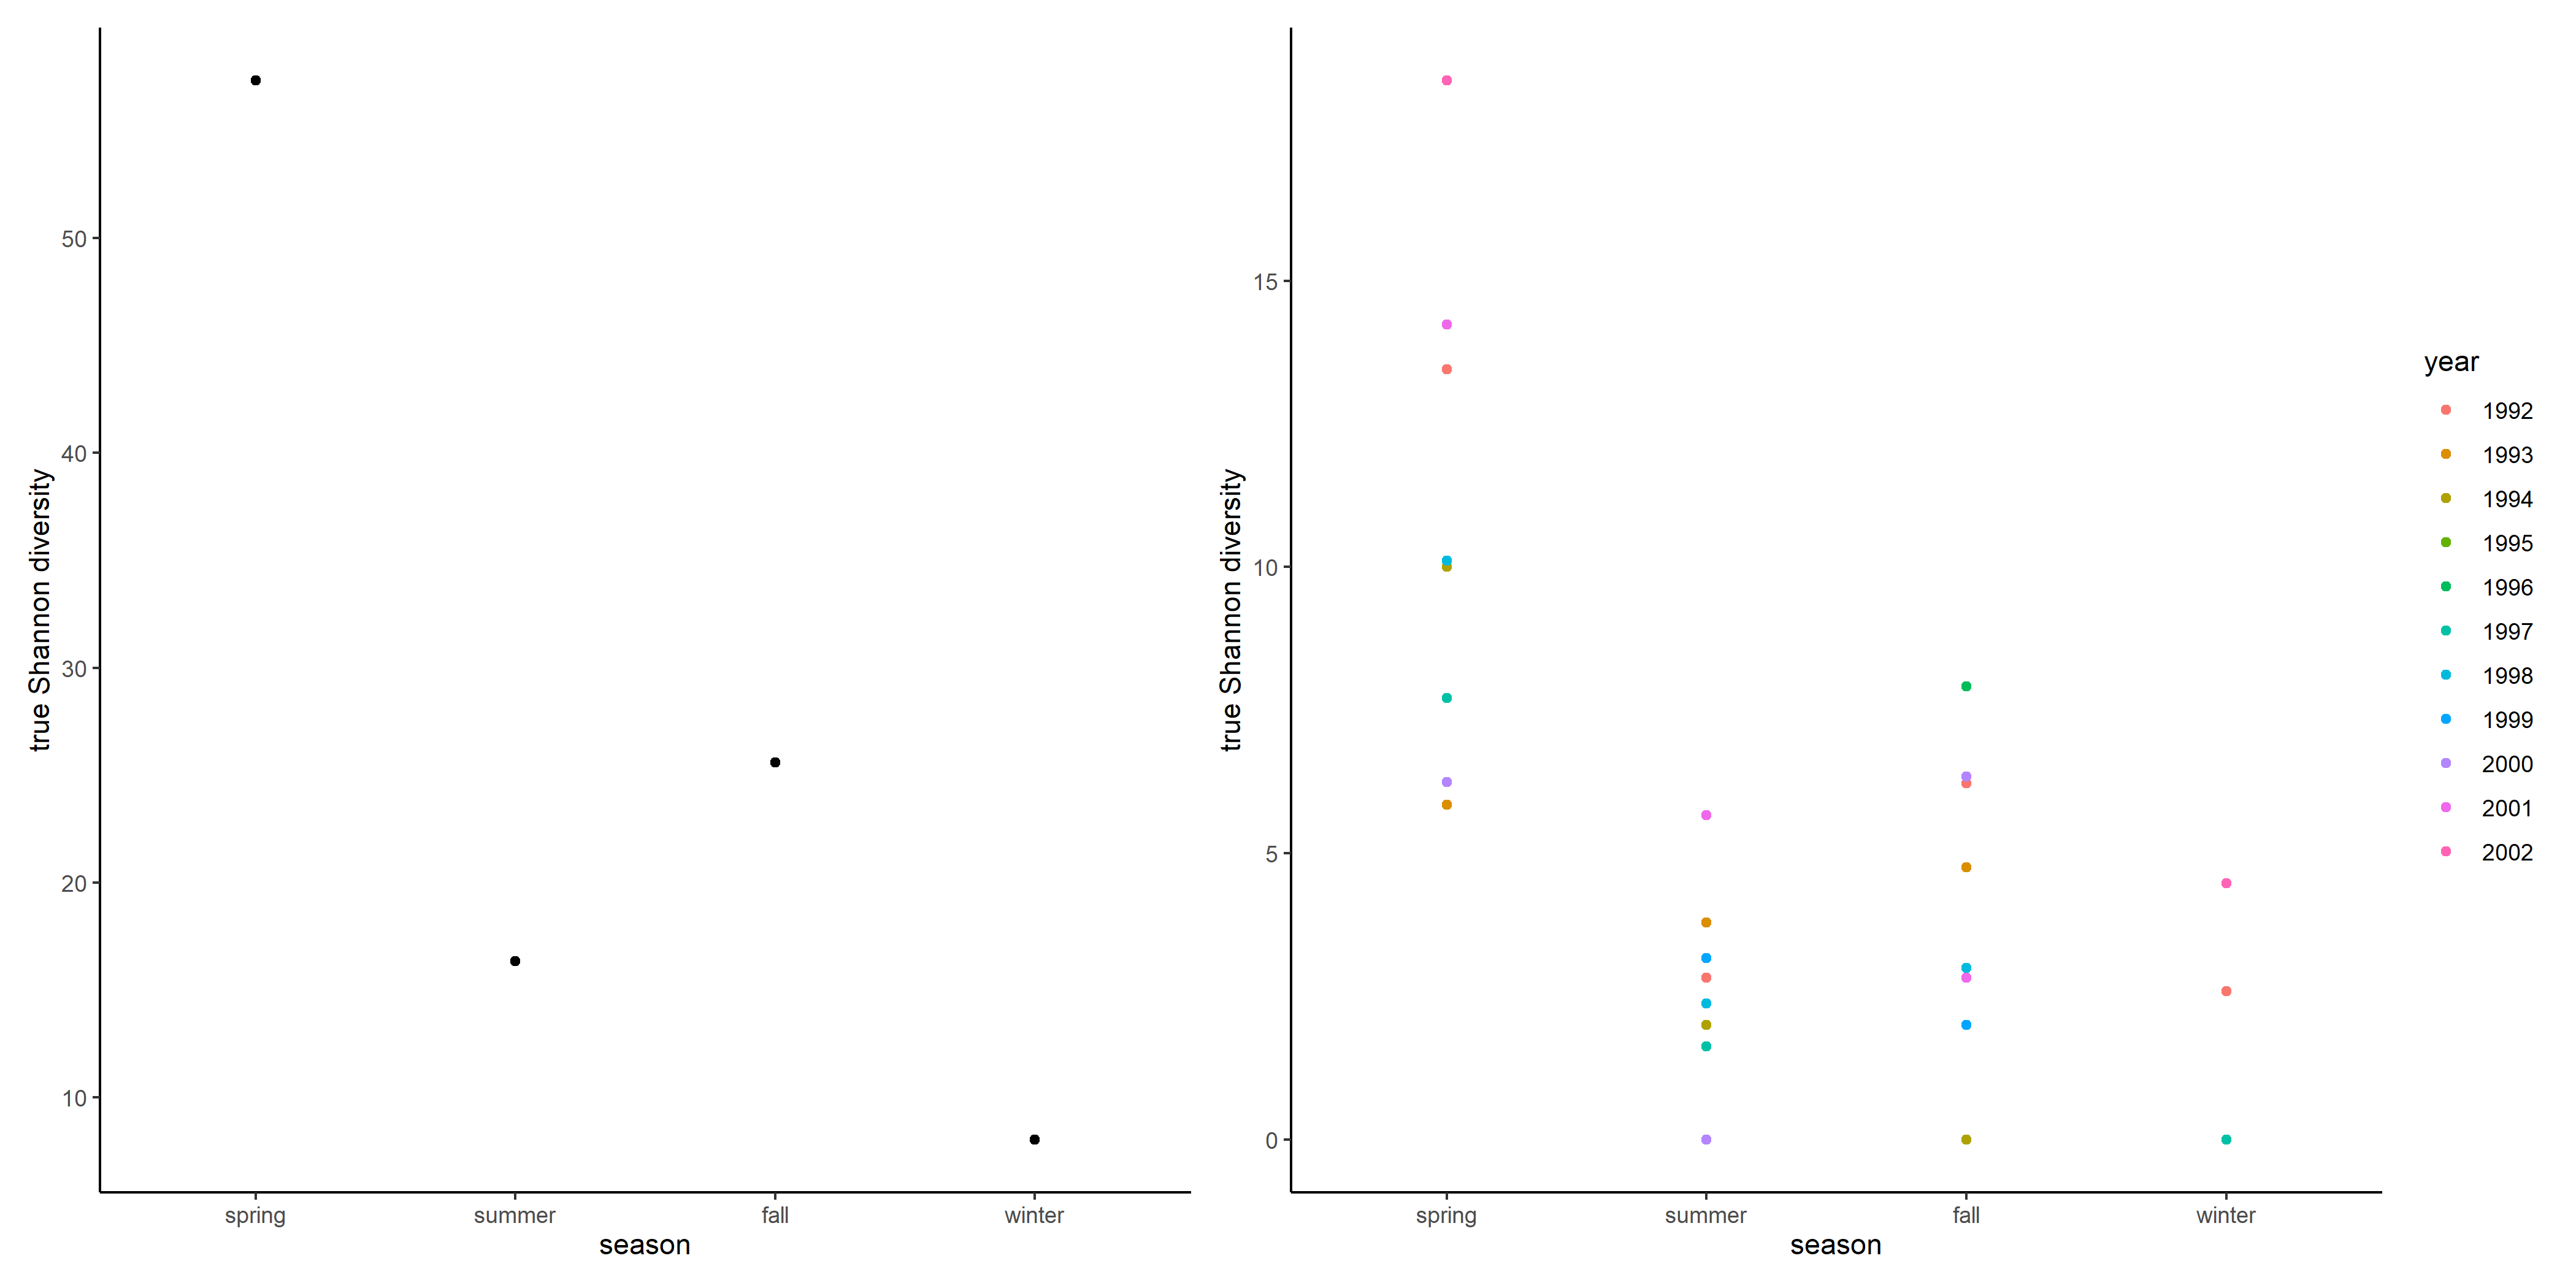 true Shannon diversity
50
40
30
20
10
spring summer fall winter
season
true Shannon diversity
15
10
5
0
spring summer fall winter
season
year
1992
1993
1994
1995
1996
1997
1998
1999
2000
2001
2002